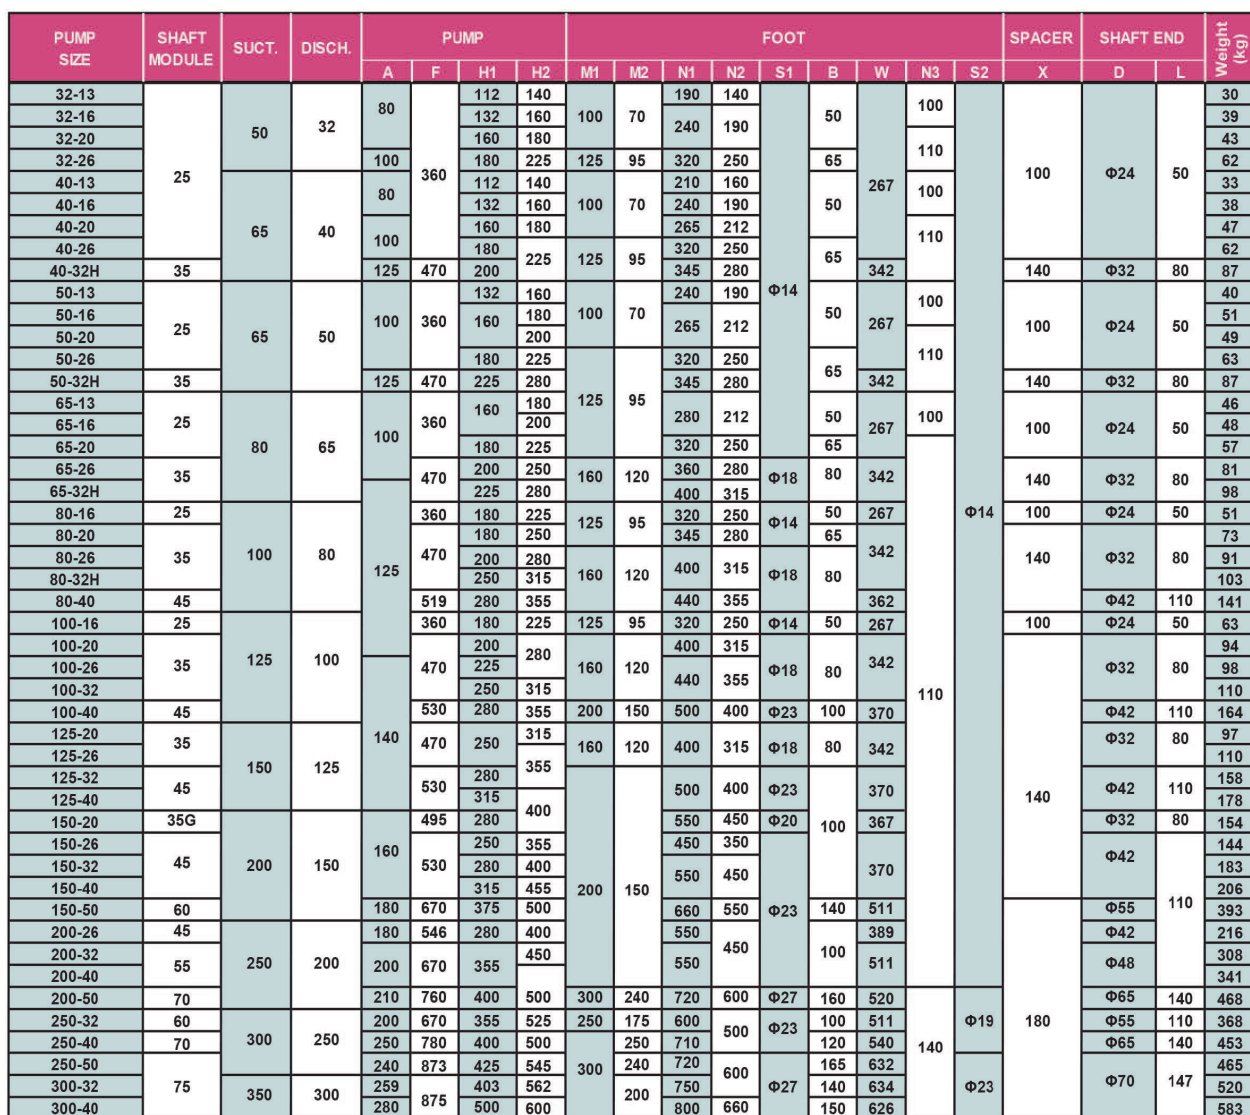 PUMP SIZE SHAFT MODULE SUCT. DISCH. PUMP FOOT SPACER SHAFT END Weight (kg)
A F H1 H2 M1 M2 N1 N2 S1 B W N3 S2 X D L
32-13 112 140 190 140 100 30
32-16 32 80 132 160 100 70 50 39
32-20 50 160 180 240 190 43
32-26 100 180 225 125 95 320 250 65 110 62
40-13 25 360 112 140 210 160 267 100 Φ24 50 33
40-16 80 132 160 100 70 240 190 50 100 38
40-20 65 40 160 180 265 212 110 47
40-26 100 180 320 250 62
40-32H 35 125 470 200 225 125 95 345 280 65 342 140 Φ32 80 87
50-13 132 160 240 190 Φ14 100 40
50-16 100 360 160 180 100 70 50 267 51
50-20 25 65 50 200 265 212 100 Φ24 50 49
50-26 180 225 320 250 110 63
50-32H 35 125 470 225 280 345 280 65 342 140 Φ32 80 87
65-13 160 180 125 95 46
65-16 25 360 200 280 212 50 267 100 100 Φ24 50 48
65-20 80 65 100 180 225 320 250 65 57
65-26 35 470 200 250 160 120 360 280 Φ18 80 342 140 Φ32 80 81
65-32H 225 280 400 315 98
80-16 25 360 180 225 125 95 320 250 Φ14 50 267 Φ14 100 Φ24 50 51
80-20 180 250 345 280 65 73
80-26 35 100 80 125 470 200 280 400 315 342 140 Φ32 80 91
80-32H 250 315 160 120 Φ18 80 103
80-40 45 519 280 355 440 355 362 Φ42 110 141
100-16 25 360 180 225 125 95 320 250 Φ14 50 267 100 Φ24 50 63
100-20 200 400 315 94
100-26 35 125 100 470 225 280 160 120 Φ18 80 342 Φ32 80 98
100-32 250 315 440 355 110 110
100-40 45 530 280 355 200 150 500 400 Φ23 100 370 Φ42 110 164
125-20 35 140 470 250 315 160 120 400 315 Φ18 80 342 Φ32 80 97
125-26 150 125 355 110
125-32 45 530 280 500 400 Φ23 370 140 Φ42 110 158
125-40 315 400 178
150-20 35G 495 280 550 450 Φ20 100 367 Φ32 80 154
150-26 160 250 355 450 350 Φ42 144
150-32 45 200 150 530 280 400 550 450 370 183
150-40 315 455 200 150 206
150-50 60 180 670 375 500 660 550 Φ23 140 511 Φ55 110 393
200-26 45 180 546 280 400 550 389 Φ42 216
200-32 55 250 200 200 670 355 450 550 450 100 511 Φ48 308
200-40 341
200-50 70 210 760 400 500 300 240 720 600 Φ27 160 520 Φ65 140 468
250-32 60 200 670 355 525 250 175 600 500 Φ23 100 511 Φ19 180 Φ55 110 368
250-40 70 300 250 250 780 400 500 250 710 120 540 140 Φ65 140 453
250-50 240 873 425 545 300 240 720 600 165 632 465
300-32 75 350 300 259 875 403 562 200 750 Φ27 140 634 Φ23 Φ70 147 520
300-40 280 500 600 800 660 150 626 583